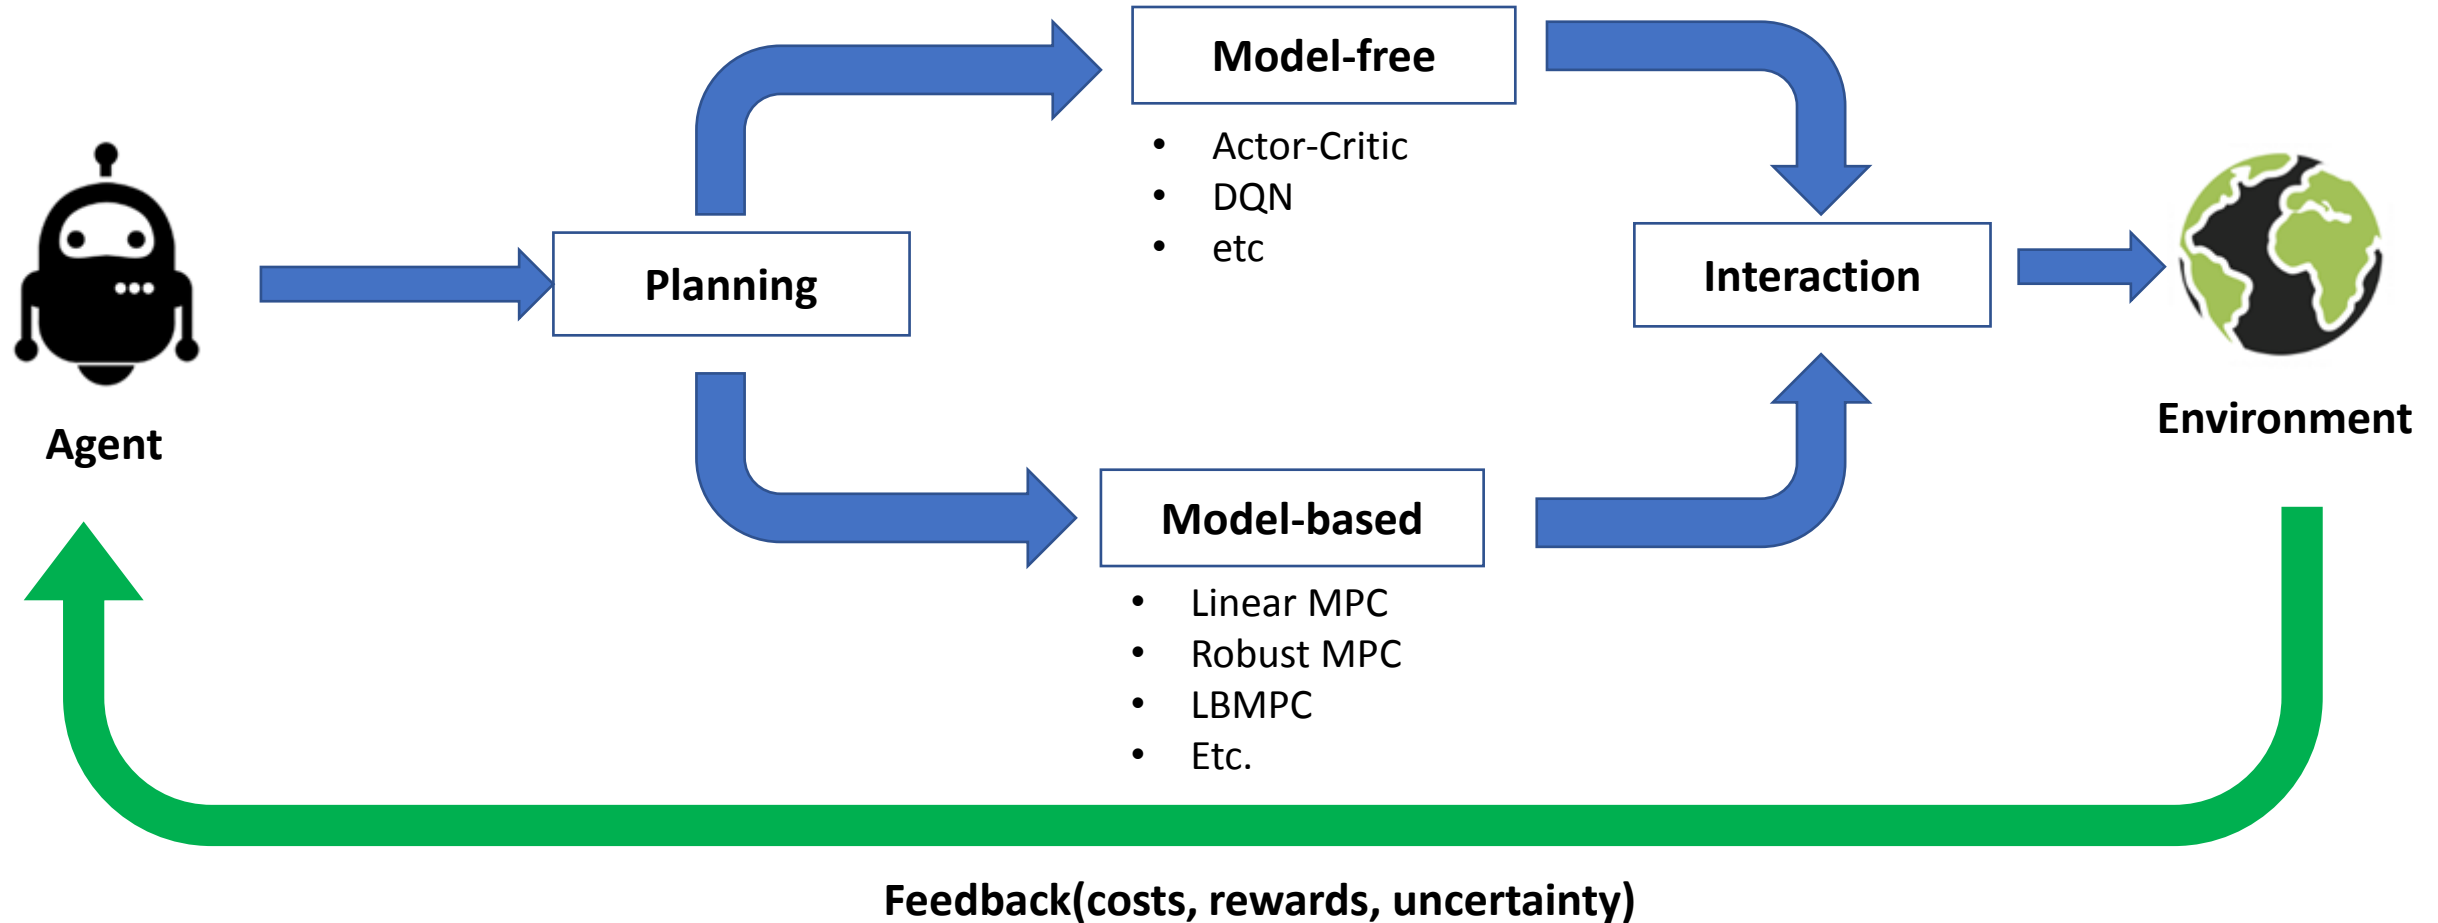 Model-free
• Actor-Critic
• DQN
• etc
Planning
Interaction
Agent
Environment
Model-based
• Linear MPC
• Robust MPC
• LBMPC
• Etc.
Feedback(costs, rewards, uncertainty)